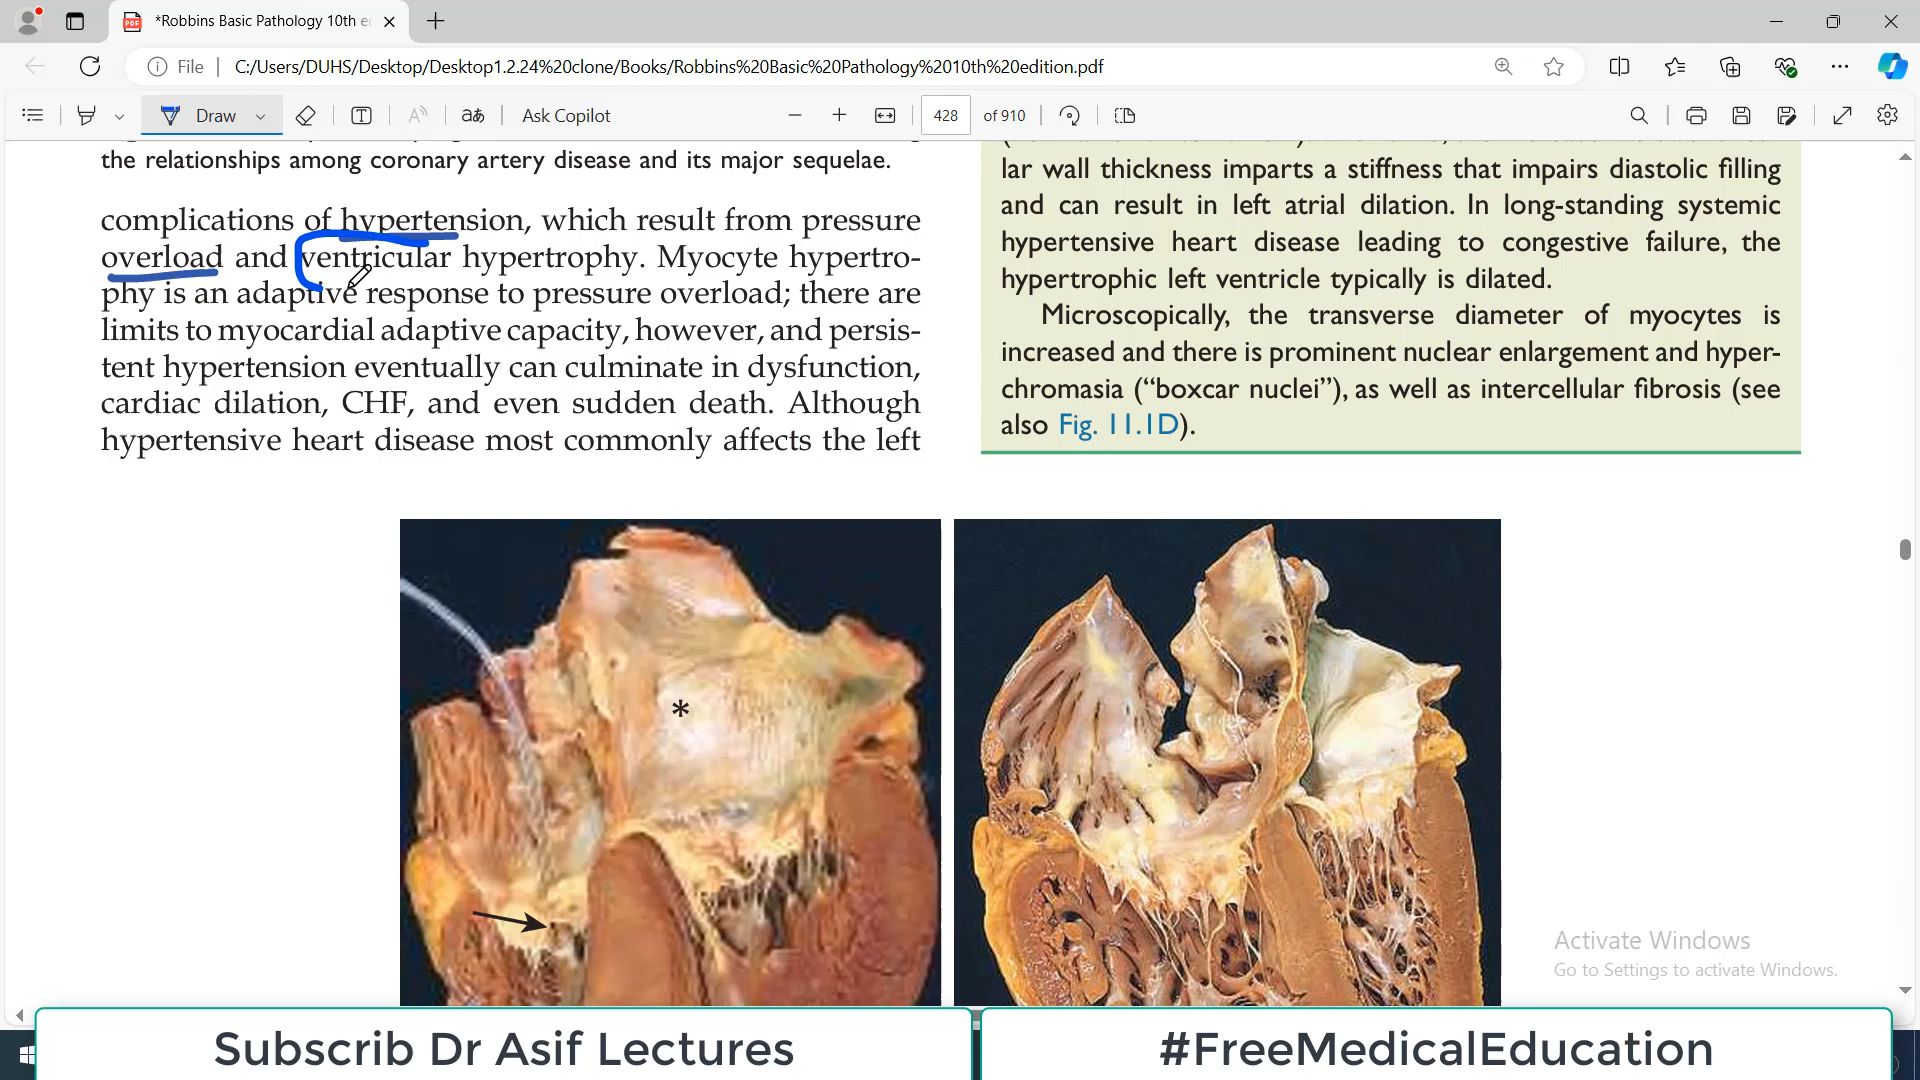 *Robbins Basic Pathology 10th e
File
C:/Users/DUHS/Desktop/Desktop1.2.24%20clone/Books/Robbins%20Basic%20Pathology%2010th%20edition.pdf
Draw
Ask Copilot
428 of 910
the relationships among coronary artery disease and its major sequelae.
complications of hypertension, which result from pressure
overload and ventricular hypertrophy. Myocyte hypertro-
phy is an adaptive response to pressure overload; there are
limits to myocardial adaptive capacity, however, and persis-
tent hypertension eventually can culminate in dysfunction,
cardiac dilation, CHF, and even sudden death. Although
hypertensive heart disease most commonly affects the left
lar wall thickness imparts a stiffness that impairs diastolic filling
and can result in left atrial dilation. In long-standing systemic
hypertensive heart disease leading to congestive failure, the
hypertrophic left ventricle typically is dilated.
Microscopically, the transverse diameter of myocytes is
increased and there is prominent nuclear enlargement and hyper-
chromasia (“boxcar nuclei”), as well as intercellular fibrosis (see
also Fig. 11.1D).
*
Activate Windows
Go to Settings to activate Windows.
Subscrib Dr Asif Lectures
#FreeMedicalEducation